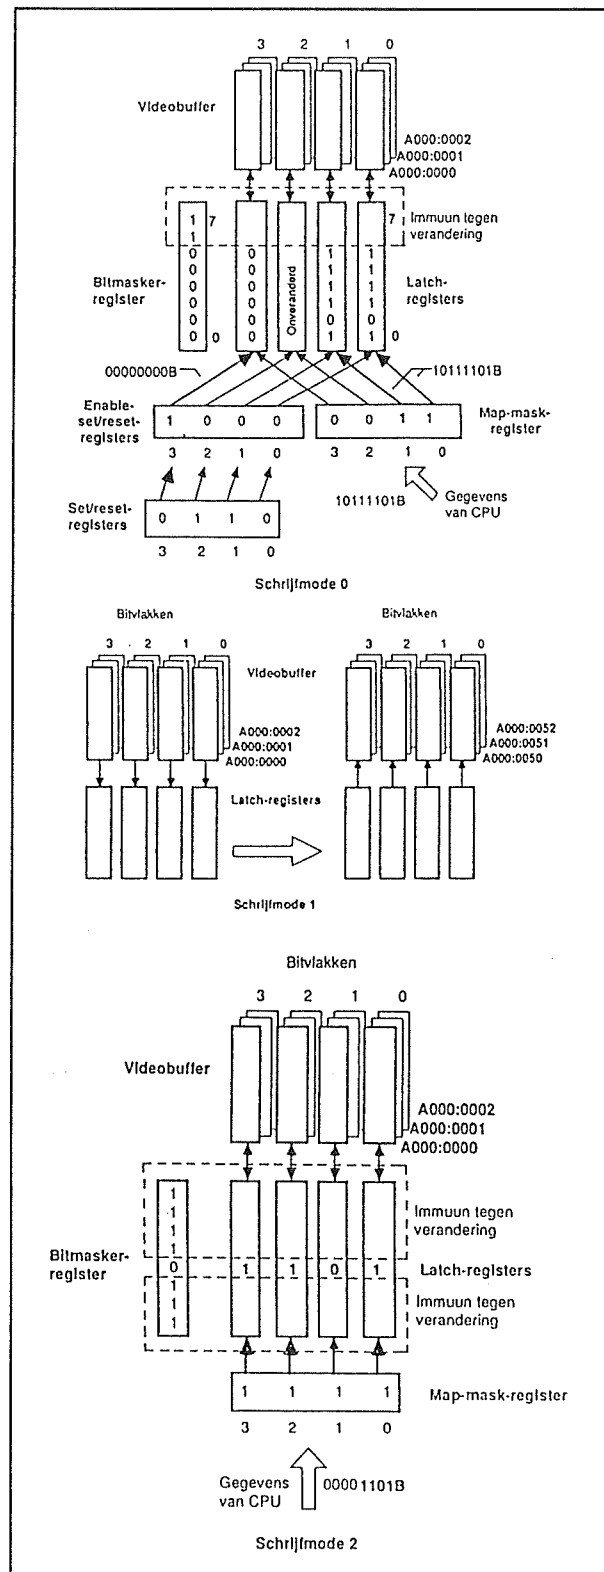 3 2 1 0
Videobuffer
A000:0002
A000:0001
A000:0000
1 7
1
0
0
0
0
0
0 0
0
0
0
0
0
0
Onveranderd
1
1
1
1
0
1
7
1
1
1
1
0
1 0
Immuun tegen
verandering
Bitmasker-
register
Latch-
registers
00000000B
10111101B
Enable-
set/reset-
registers
1 0 0 0
0 0 1 1
Map-mask-
register
3 2 1 0
3 2 1 0
Set/reset-
registers
0 1 1 0
3 2 1 0
10111101B
Gegevens
van CPU
Schrijfmode 0
Bitvlakken
Bitvlakken
3 2 1 0
3 2 1 0
Videobuffer
A000:0002
A000:0001
A000:0000
A000:0052
A000:0051
A000:0050
Latch-registers
Schrijfmode 1
Bitvlakken
3 2 1 0
Videobuffer
A000:0002
A000:0001
A000:0000
1
1
1
1
0
1
1
1
Immuun tegen
verandering
Bitmasker-
register
1 1 0 1
Latch-registers
Immuun tegen
verandering
1 1 1 1
Map-mask-register
3 2 1 0
Gegevens
van CPU
00001101B
Schrijfmode 2